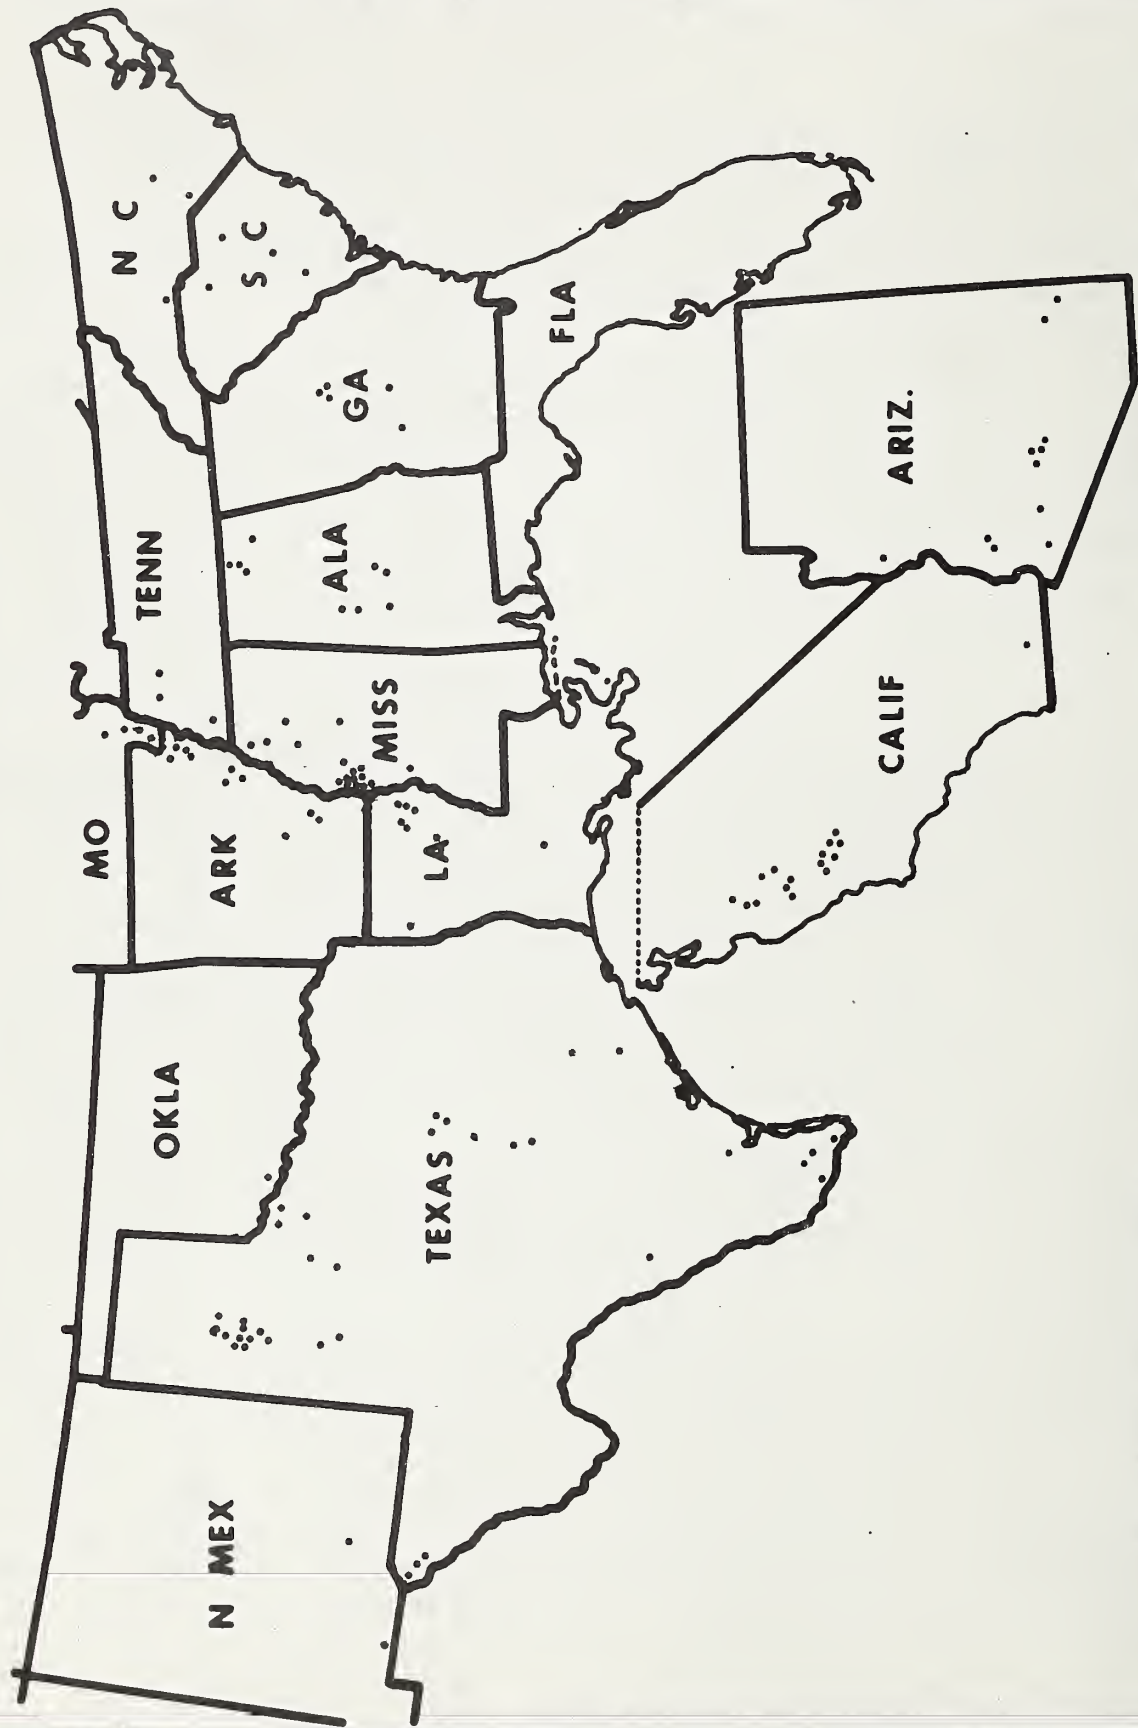 N C
S C
TENN
GA
FLA
ALA
MISS
MO
ARK
LA
OKLA
TEXAS
N MEX
ARIZ.
CALIF